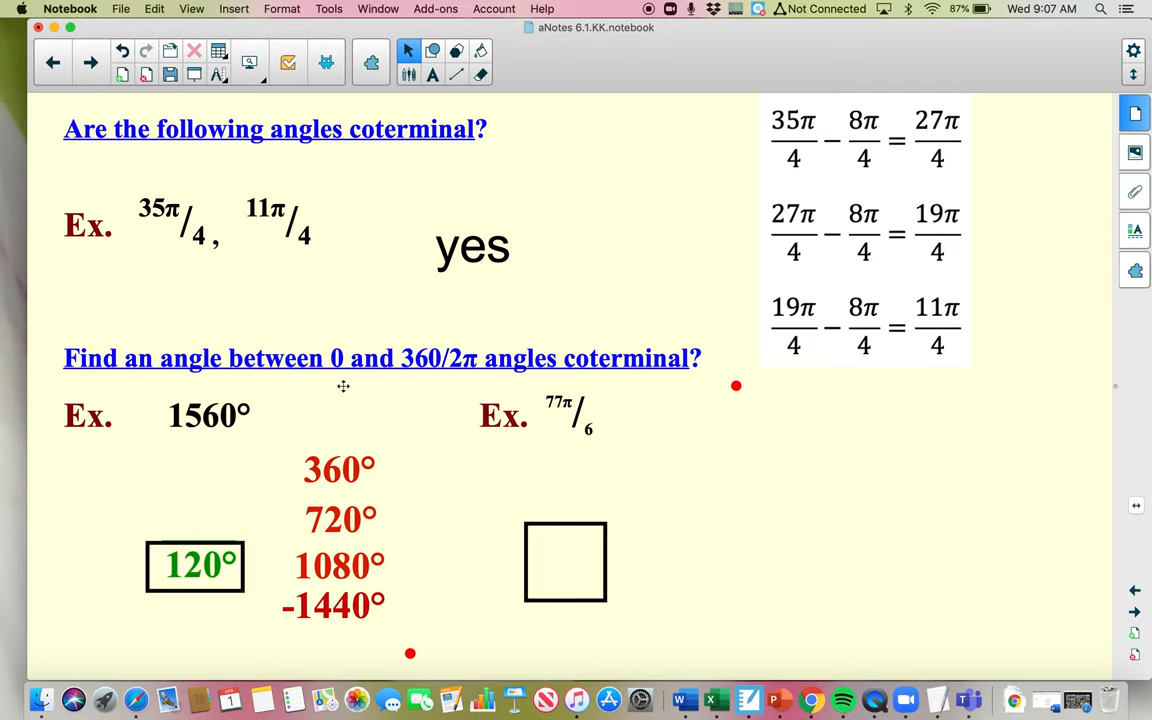 Notebook File Edit View Insert Format Tools Window Add-ons Account Help Not Connected 87% Wed 9:07 AM
aNotes 6.1.KK.notebook
Are the following angles coterminal?
Ex. 35π/4, 11π/4
yes
35π/4 − 8π/4 = 27π/4
27π/4 − 8π/4 = 19π/4
19π/4 − 8π/4 = 11π/4
Find an angle between 0 and 360/2π angles coterminal?
Ex. 1560°
Ex. 77π/6
360°
720°
120°
1080°
-1440°